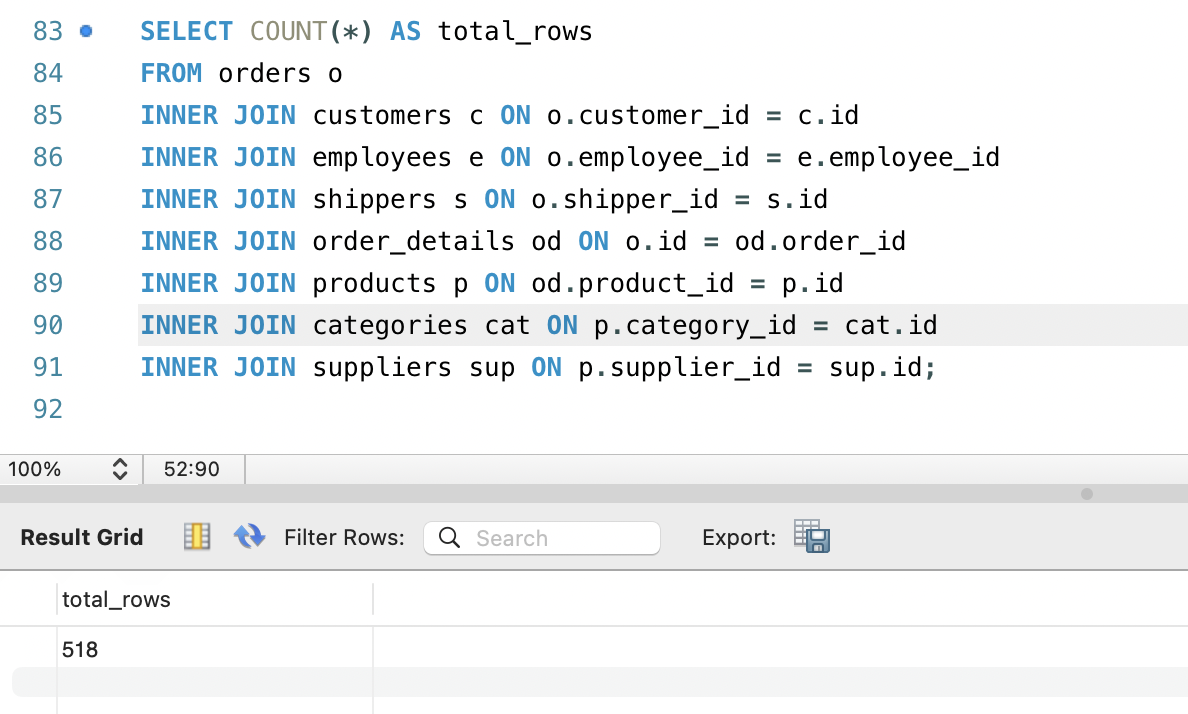 83 SELECT COUNT(*) AS total_rows
84 FROM orders o
85 INNER JOIN customers c ON o.customer_id = c.id
86 INNER JOIN employees e ON o.employee_id = e.employee_id
87 INNER JOIN shippers s ON o.shipper_id = s.id
88 INNER JOIN order_details od ON o.id = od.order_id
89 INNER JOIN products p ON od.product_id = p.id
90 INNER JOIN categories cat ON p.category_id = cat.id
91 INNER JOIN suppliers sup ON p.supplier_id = sup.id;
92
100% 52:90
Result Grid Filter Rows: Search Export:
total_rows
518